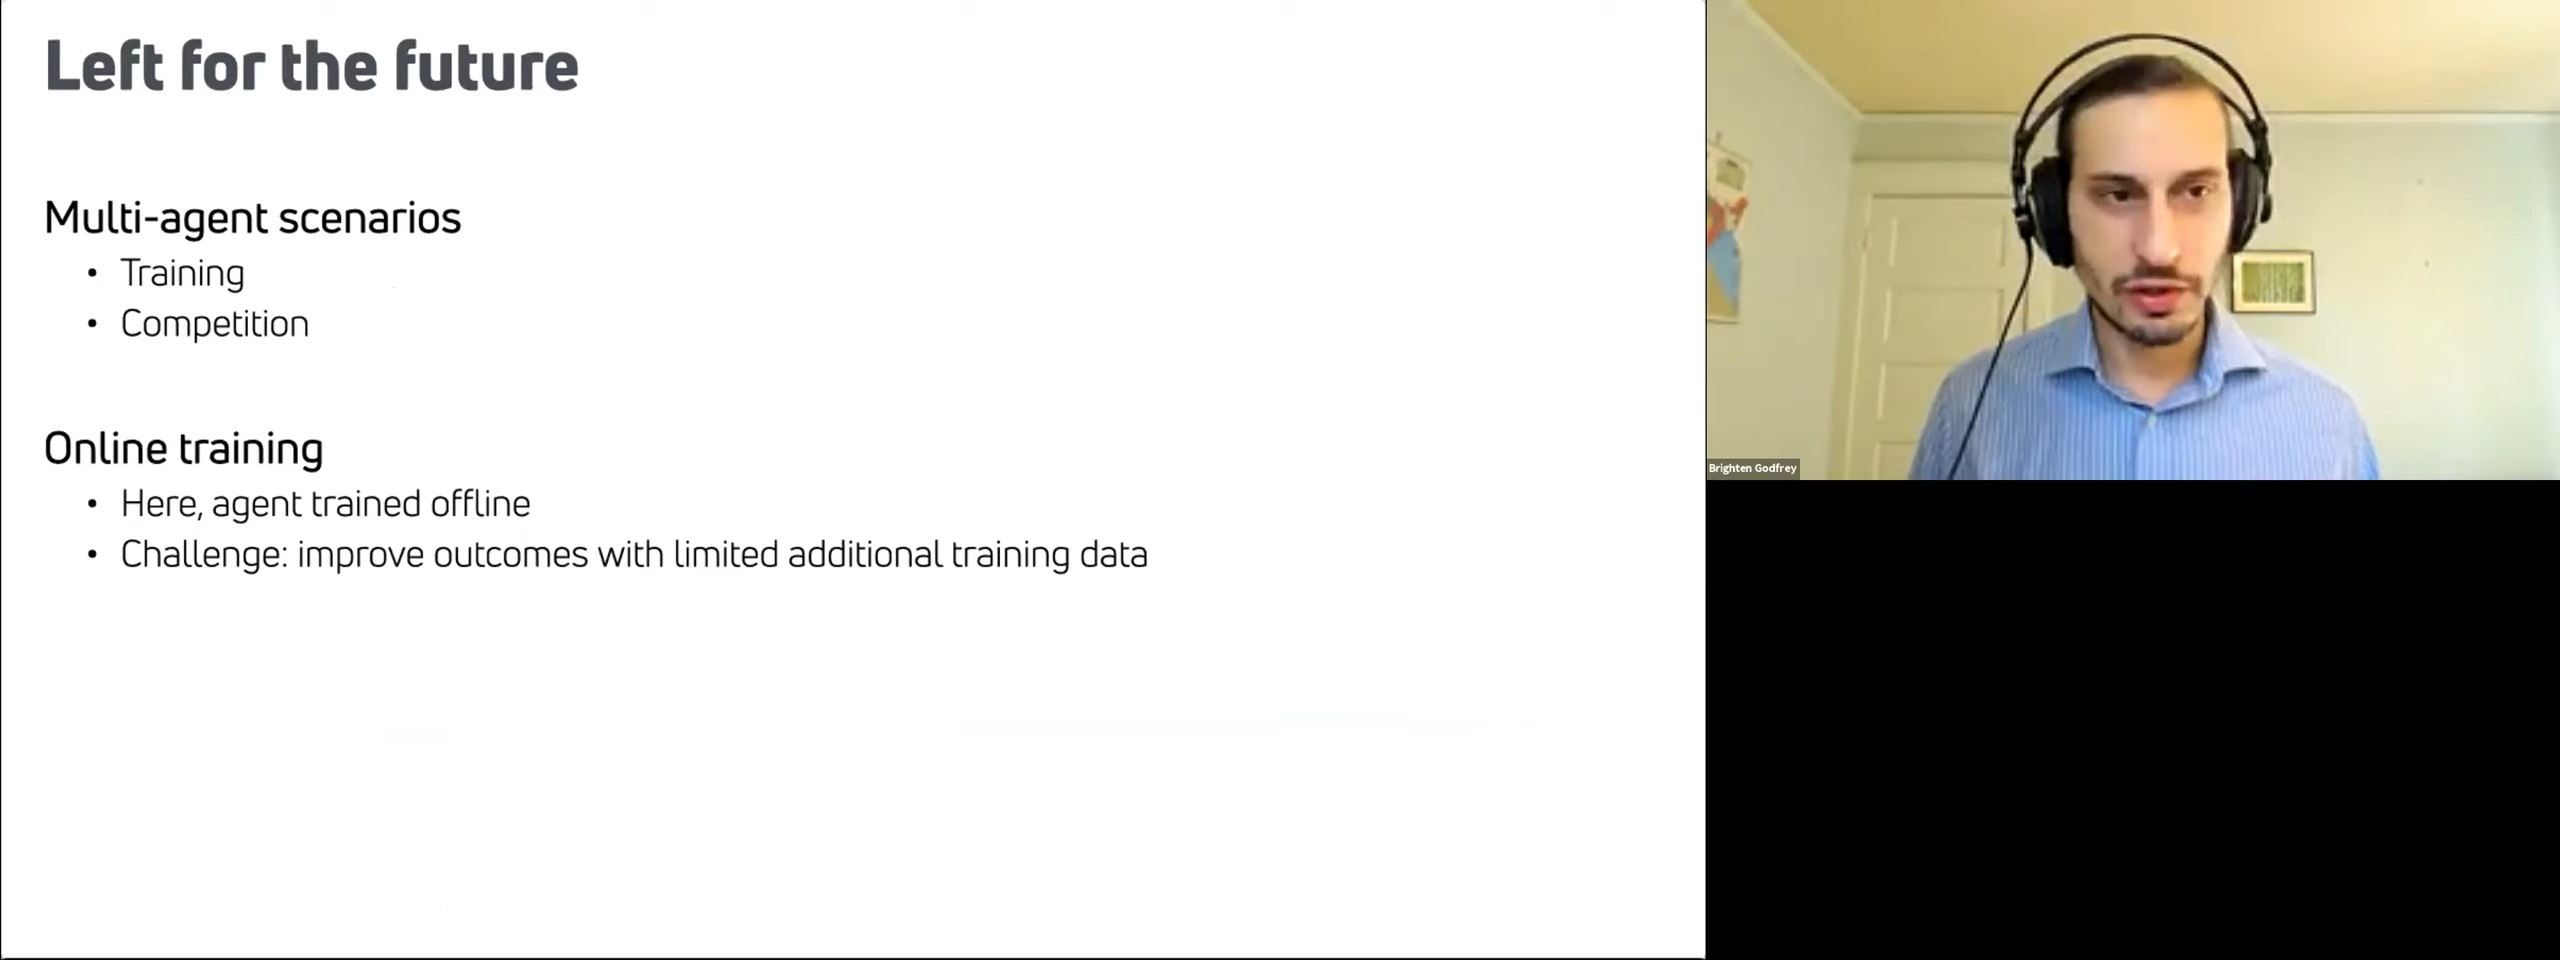 Left for the future
Multi-agent scenarios
• Training
• Competition
Online training
• Here, agent trained offline
• Challenge: improve outcomes with limited additional training data
Brighten Godfrey